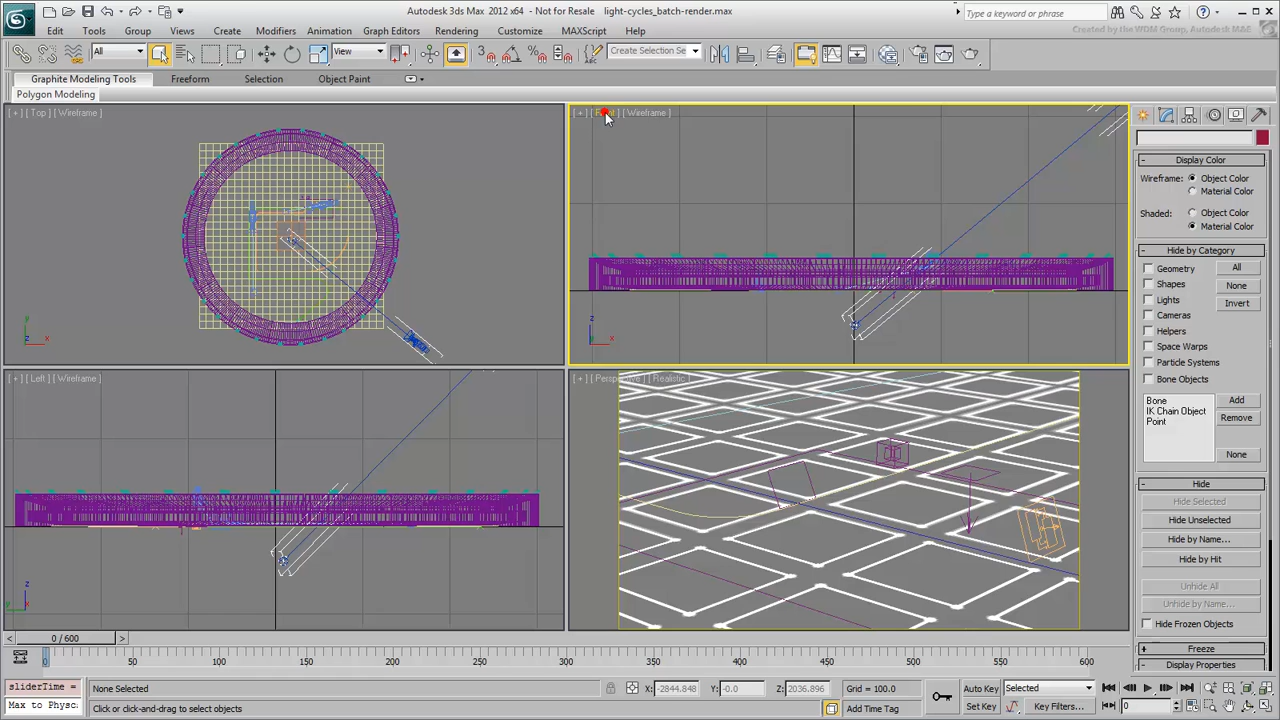 Autodesk 3ds Max 2012 x64 - Not for Resale light-cycles_batch-render.max
Type a keyword or phrase
Edit Tools Group Views Create Modifiers Animation Graph Editors Rendering Customize MAXScript Help
Created by the WDM Group, Autodesk M&E
All
View
Create Selection Se
Graphite Modeling Tools Freeform Selection Object Paint
Polygon Modeling
[ + ] [ Top ] [ Wireframe ]
[ + ] [ Front ] [ Wireframe ]
[ + ] [ Left ] [ Wireframe ]
[ + ] [ Perspective ] [ Realistic ]
Display Color
Wireframe: Object Color
Material Color
Shaded: Object Color
Material Color
Hide by Category
Geometry All
Shapes None
Lights Invert
Cameras
Helpers
Space Warps
Particle Systems
Bone Objects
Bone Add
IK Chain Object Remove
Point
None
Hide
Hide Selected
Hide Unselected
Hide by Name...
Hide by Hit
Unhide All
Unhide by Name...
Hide Frozen Objects
Freeze
Display Properties
< 0 / 600 >
0 50 100 150 200 250 300 350 400 450 500 550 600
sliderTime = None Selected X: -2844.848 Y: -0.0 Z: 2036.896 Grid = 100.0 Auto Key Selected
Max to Physc Click or click-and-drag to select objects Add Time Tag Set Key Key Filters... 0